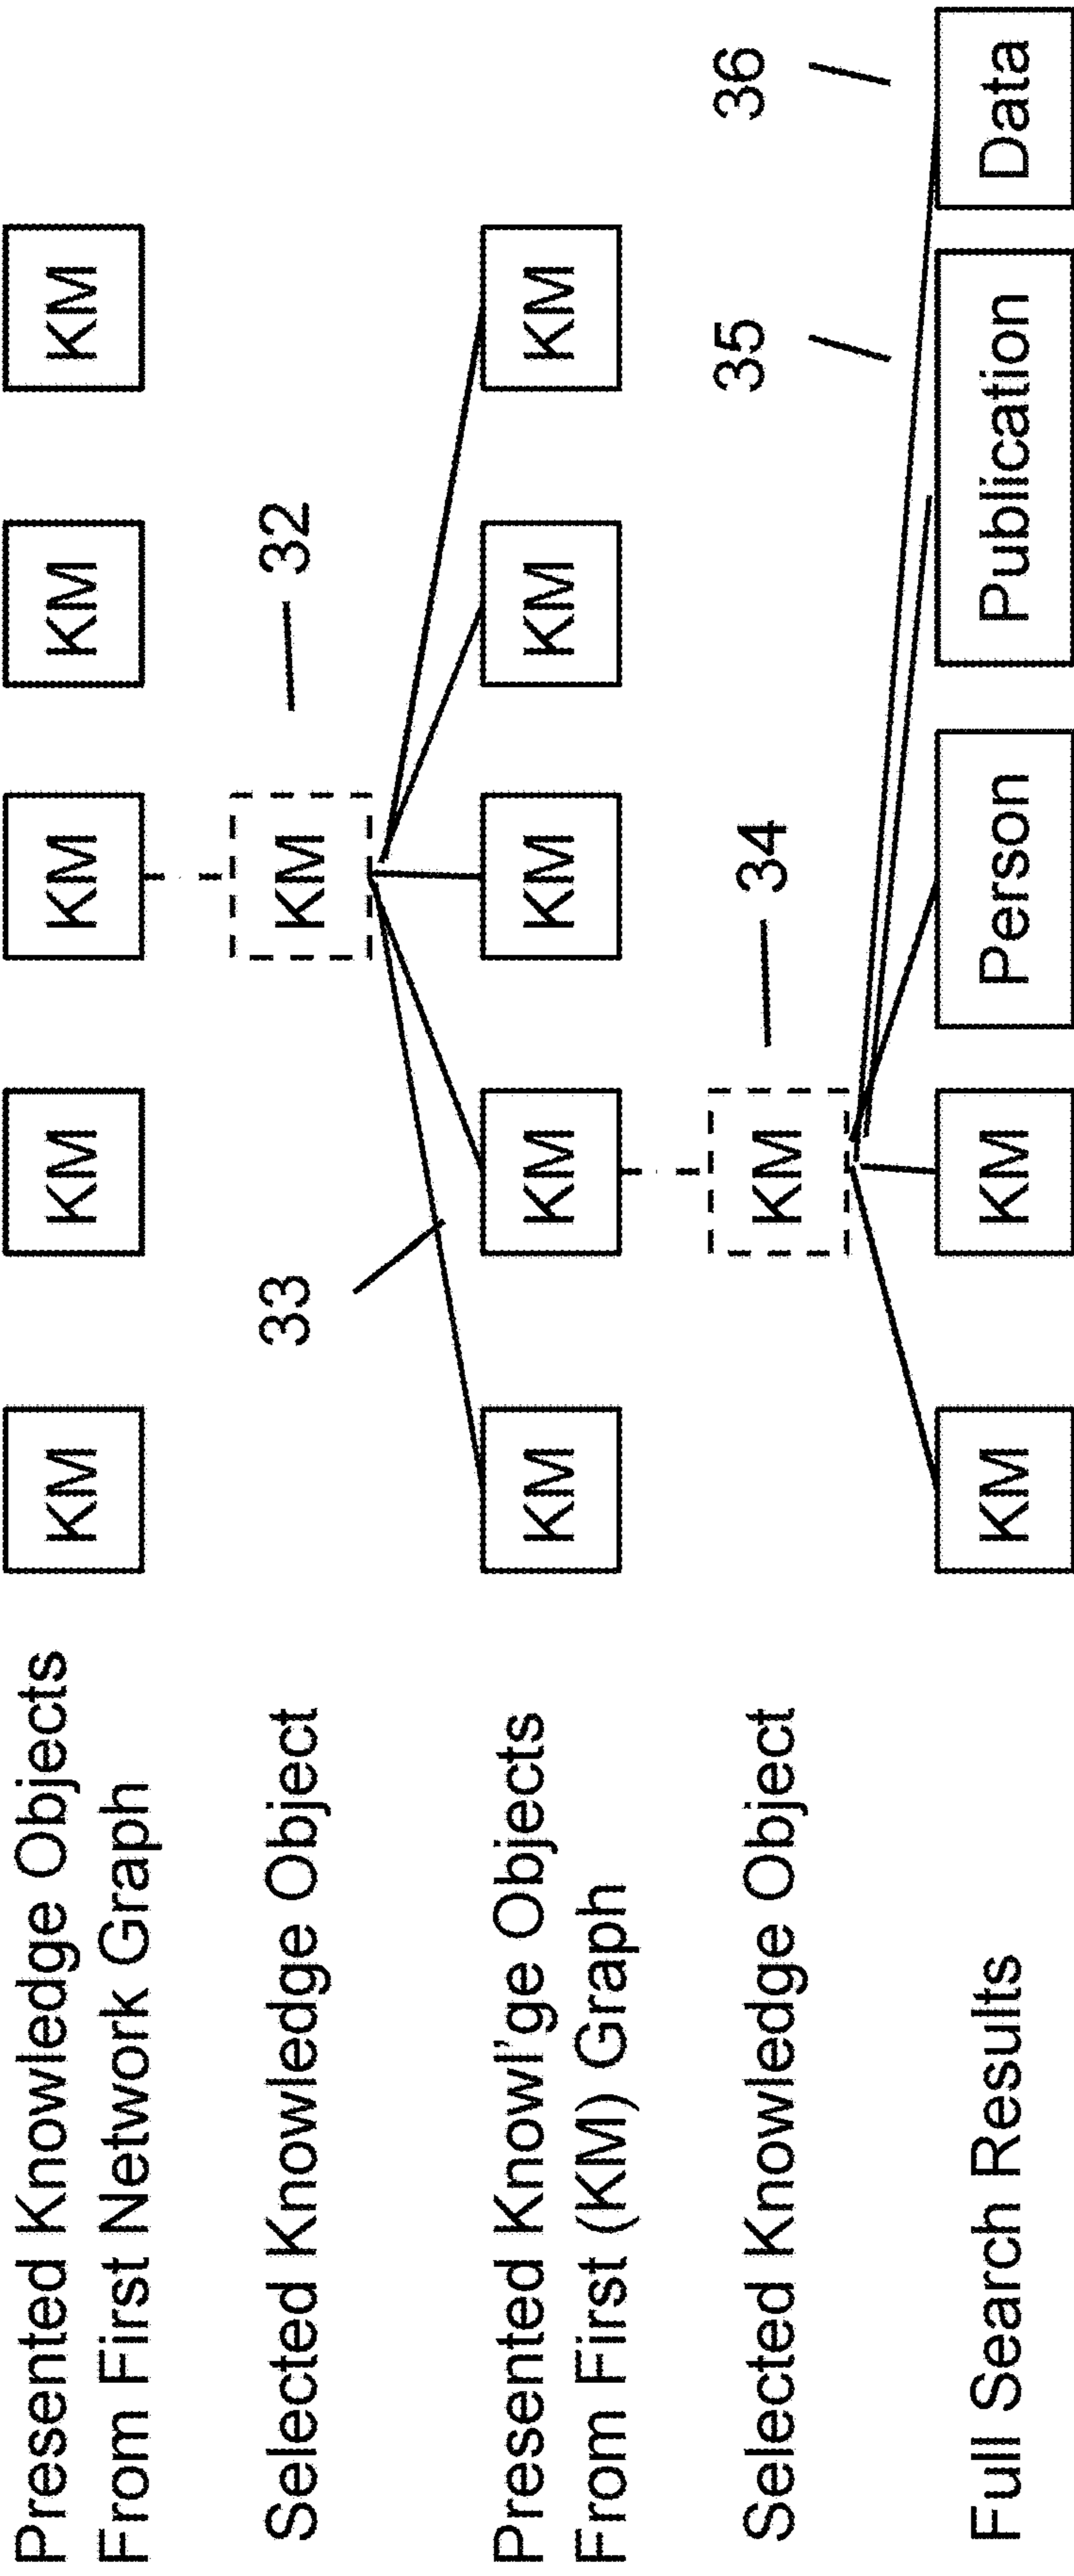 Presented Knowledge Objects
From First Network Graph
KM KM KM KM KM
Selected Knowledge Object
KM
32
33
Presented Knowl'ge Objects
From First (KM) Graph
KM KM KM KM KM
Selected Knowledge Object
KM
34
35
36
Full Search Results
KM KM Person Publication Data